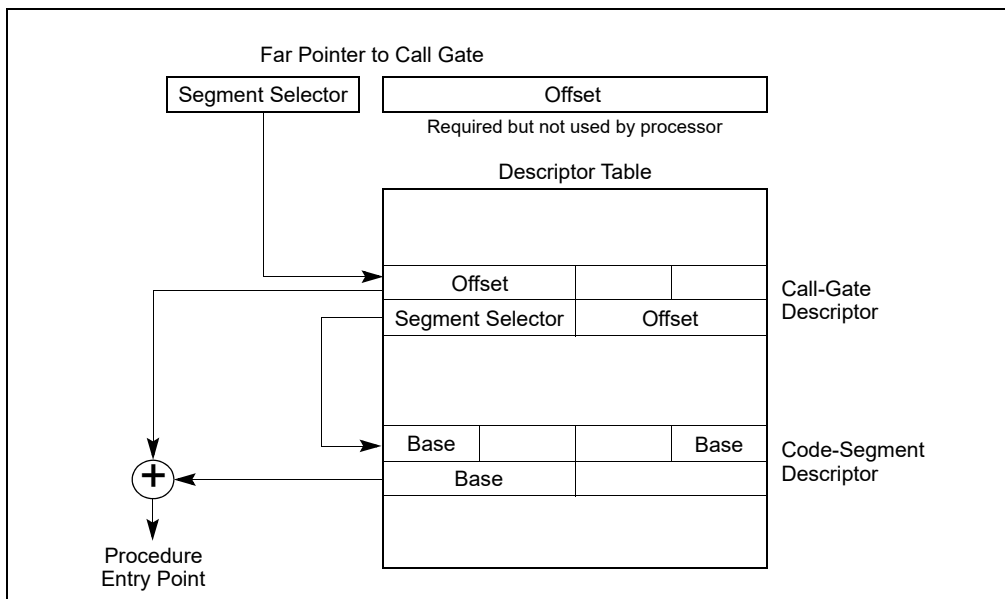 Far Pointer to Call Gate
Segment Selector
Offset
Required but not used by processor
Descriptor Table
Offset
Segment Selector
Offset
Call-Gate
Descriptor
Base
Base
Base
Code-Segment
Descriptor
+
Procedure
Entry Point